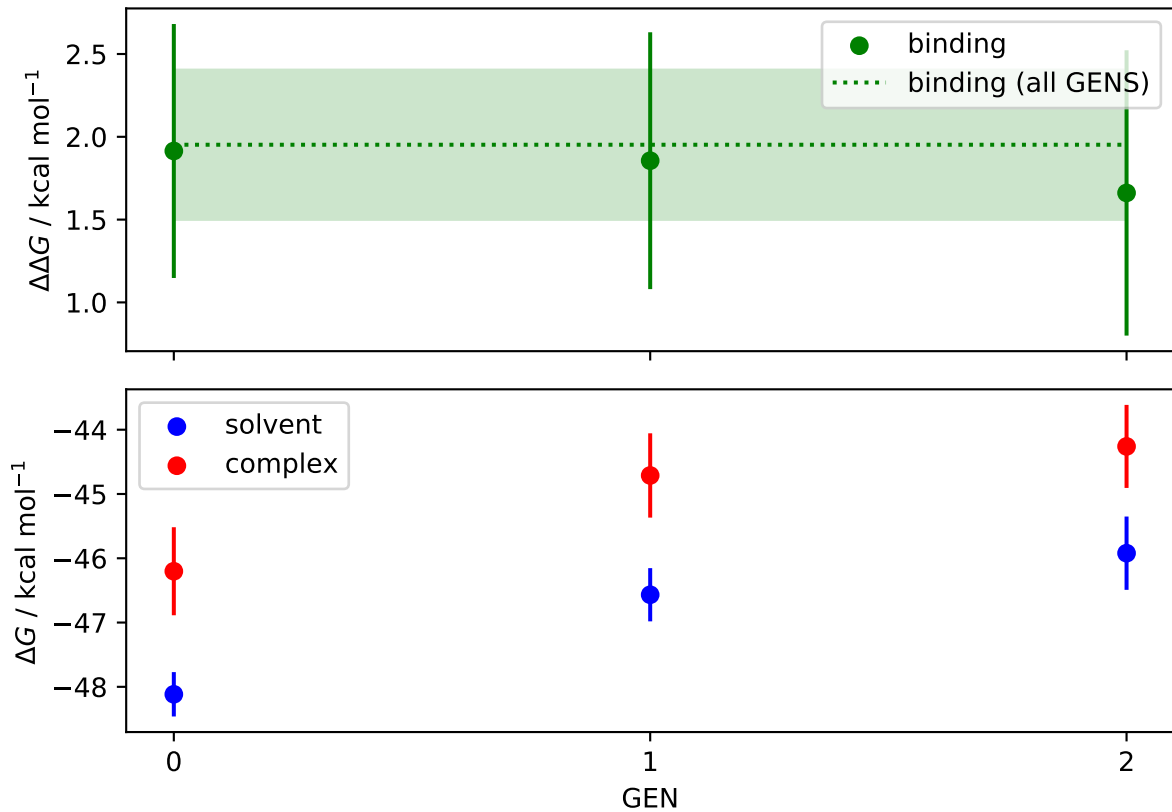 ΔΔG / kcal mol⁻¹
2.5
2.0
1.5
1.0
binding
binding (all GENS)
ΔG / kcal mol⁻¹
−44
−45
−46
−47
−48
solvent
complex
0 1 2
GEN